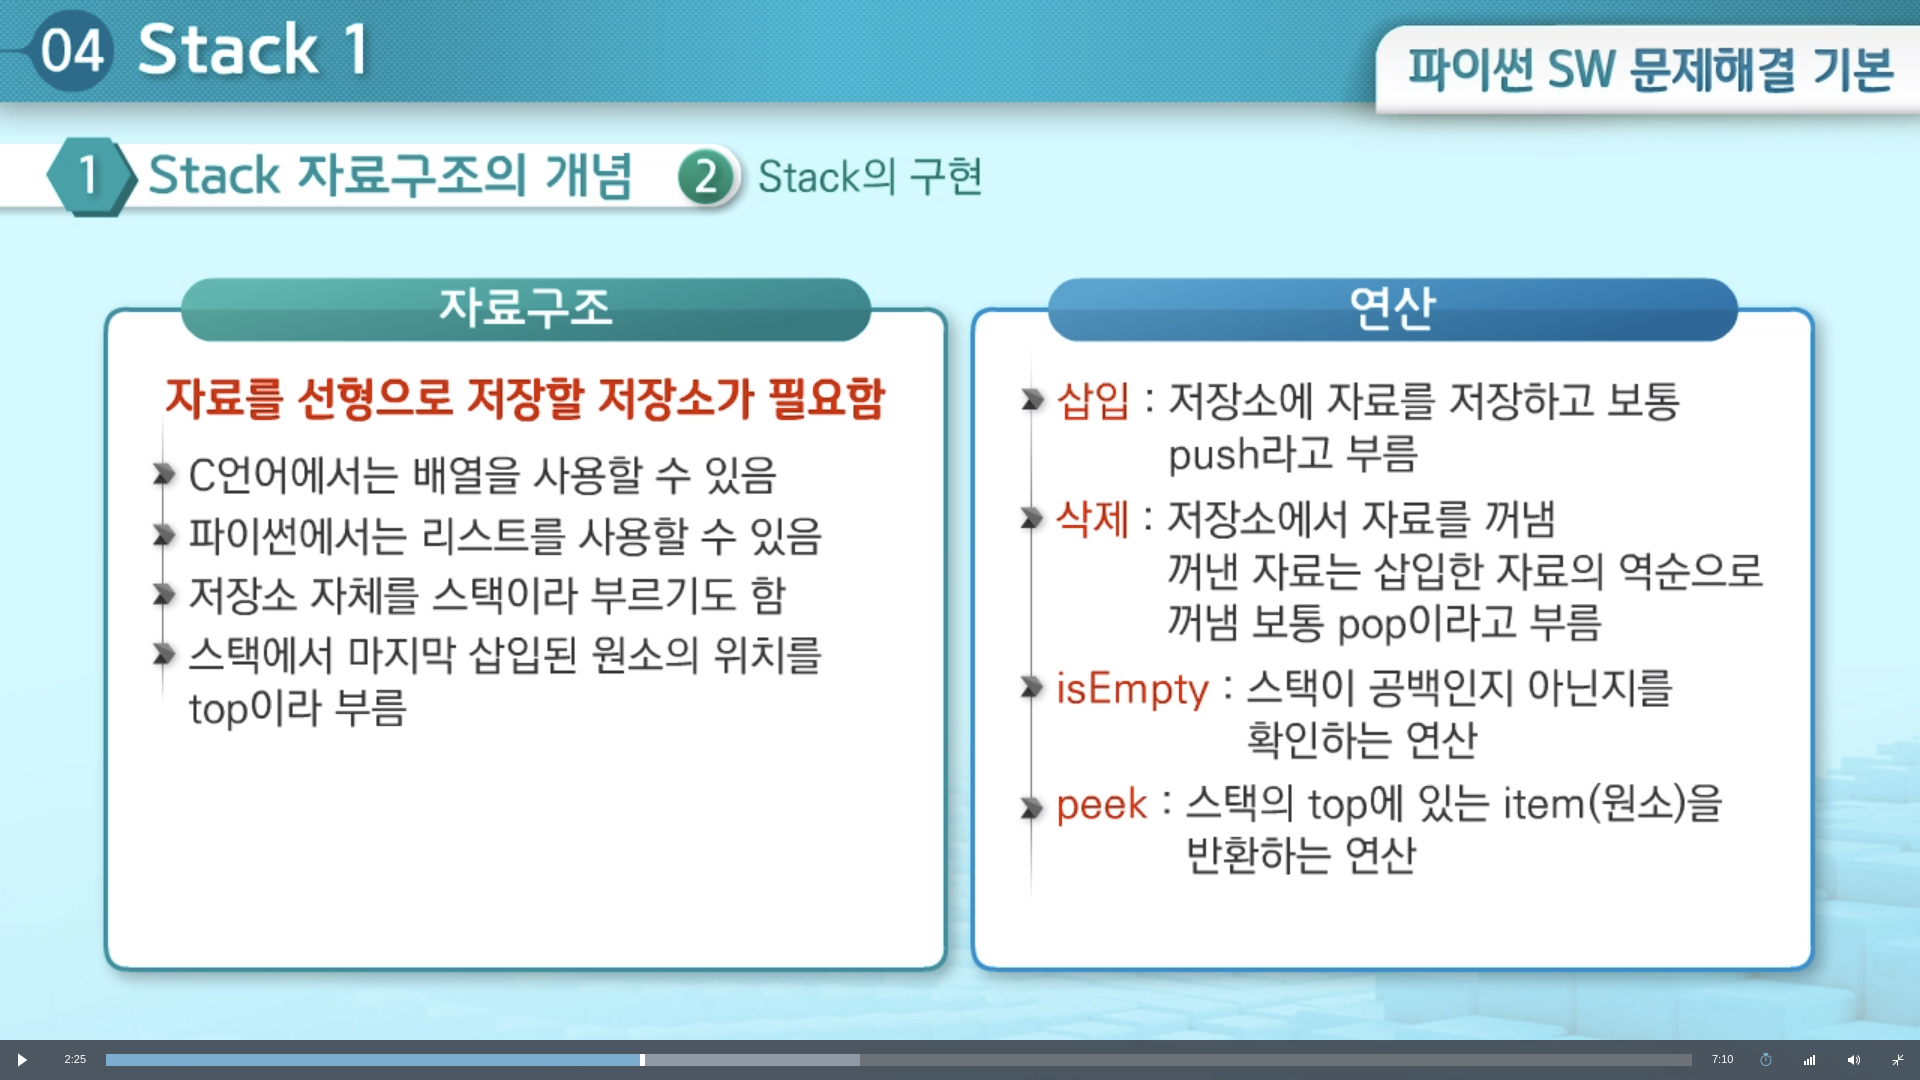 04 Stack 1
파이썬 SW 문제해결 기본
1 Stack 자료구조의 개념 2 Stack의 구현
자료구조
자료를 선형으로 저장할 저장소가 필요함
C언어에서는 배열을 사용할 수 있음
파이썬에서는 리스트를 사용할 수 있음
저장소 자체를 스택이라 부르기도 함
스택에서 마지막 삽입된 원소의 위치를
top이라 부름
연산
삽입 : 저장소에 자료를 저장하고 보통
push라고 부름
삭제 : 저장소에서 자료를 꺼냄
꺼낸 자료는 삽입한 자료의 역순으로
꺼냄 보통 pop이라고 부름
isEmpty : 스택이 공백인지 아닌지를
확인하는 연산
peek : 스택의 top에 있는 item(원소)을
반환하는 연산
2:25
7:10